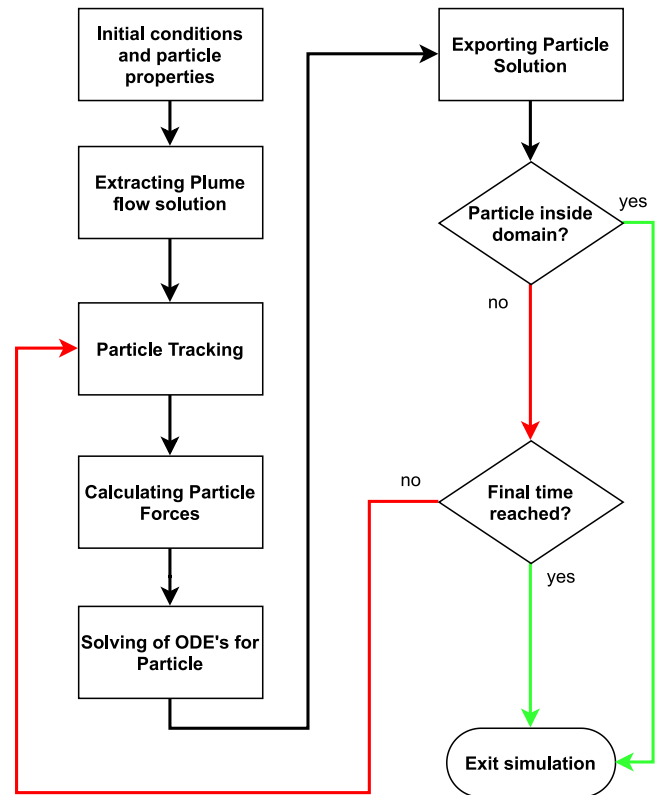 Initial conditions
and particle
properties
Extracting Plume
flow solution
Particle Tracking
Calculating Particle
Forces
Solving of ODE's for
Particle
Exporting Particle
Solution
Particle inside
domain?
yes
no
Final time
reached?
no
yes
Exit simulation